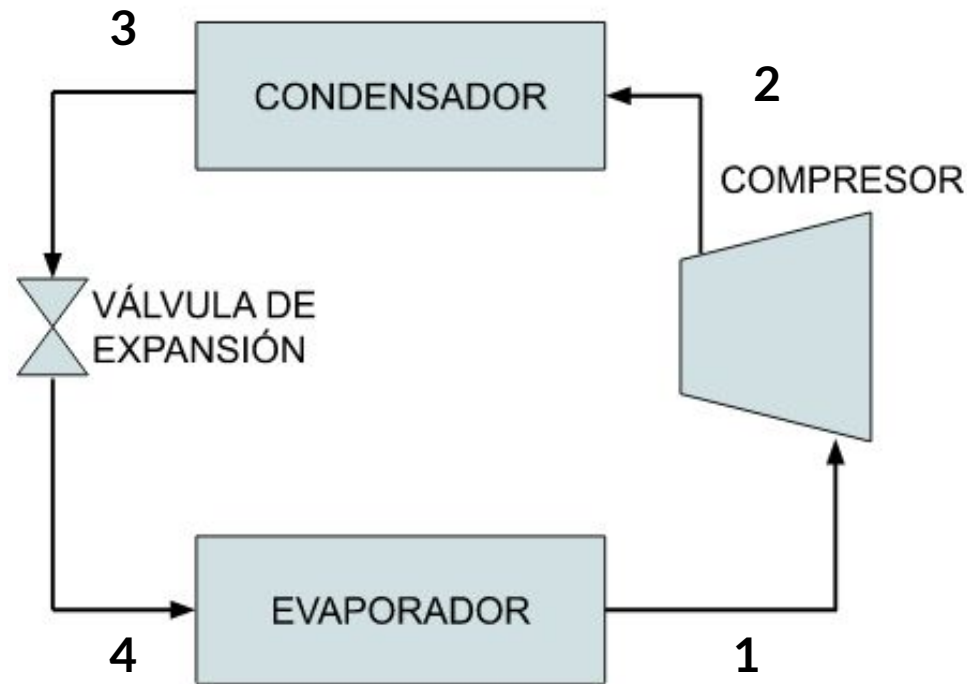 3
CONDENSADOR
2
COMPRESOR
VÁLVULA DE
EXPANSIÓN
EVAPORADOR
4
1